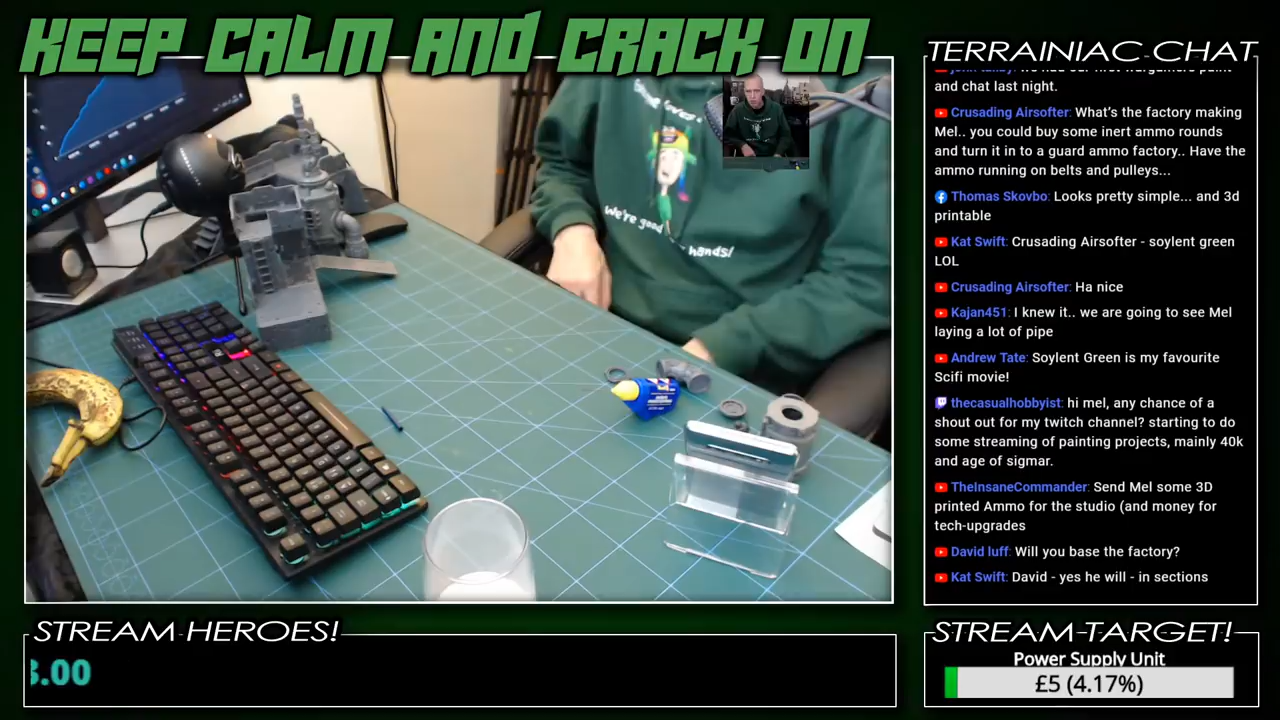 KEEP CALM AND CRACK ON
TERRAINIAC CHAT
and chat last night.
Crusading Airsofter: What's the factory making
Mel.. you could buy some inert ammo rounds
and turn it in to a guard ammo factory.. Have the
ammo running on belts and pulleys...
Thomas Skovbo: Looks pretty simple... and 3d
printable
Kat Swift: Crusading Airsofter - soylent green
LOL
Crusading Airsofter: Ha nice
Kajan451: I knew it.. we are going to see Mel
laying a lot of pipe
Andrew Tate: Soylent Green is my favourite
Scifi movie!
thecasualhobbyist: hi mel, any chance of a
shout out for my twitch channel? starting to do
some streaming of painting projects, mainly 40k
and age of sigmar.
TheInsaneCommander: Send Mel some 3D
printed Ammo for the studio (and money for
tech-upgrades
David luff: Will you base the factory?
Kat Swift: David - yes he will - in sections
We're good
hands!
STREAM HEROES!
3.00
STREAM TARGET!
Power Supply Unit
£5 (4.17%)